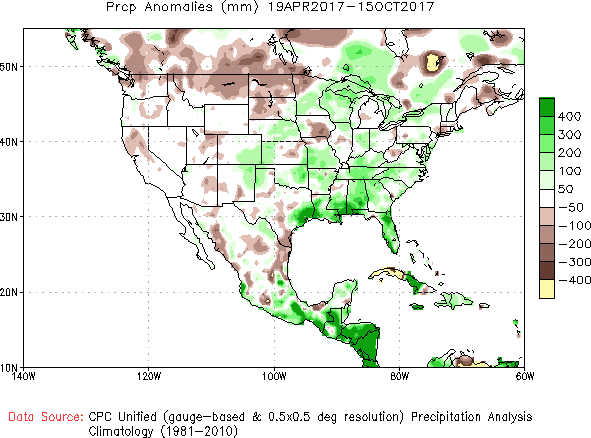 Prcp Anomalies (mm) 19APR2017-15OCT2017
50N
40N
30N
20N
10N
140W 120W 100W 80W 60W
400
300
200
100
50
-50
-100
-200
-300
-400
Data Source: CPC Unified (gauge-based & 0.5x0.5 deg resolution) Precipitation Analysis
Climatology (1981-2010)